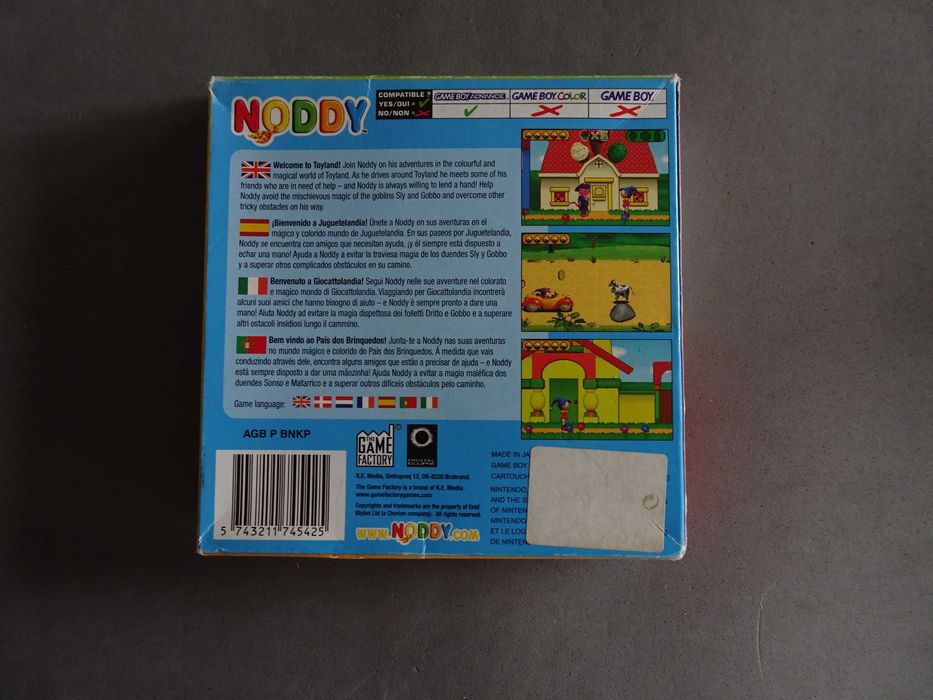 NODDY™
COMPATIBLE ?
YES/OUI =
NO/NON =
GAME BOY ADVANCE
GAME BOY COLOR
GAME BOY
Welcome to Toyland! Join Noddy on his adventures in the colourful and
magical world of Toyland. As he drives around Toyland he meets some of his
friends who are in need of help – and Noddy is always willing to lend a hand! Help
Noddy avoid the mischievous magic of the goblins Sly and Gobbo and overcome other
tricky obstacles on his way.
¡Bienvenido a Juguetelandia! Únete a Noddy en sus aventuras en el
mágico y colorido mundo de Juguetelandia. En sus paseos por Juguetelandia,
Noddy se encuentra con amigos que necesitan ayuda, ¡y él siempre está dispuesto a
echar una mano! Ayuda a Noddy a evitar la traviesa magia de los duendes Sly y Gobbo
y a superar otros complicados obstáculos en su camino.
Benvenuto a Giocattolandia! Segui Noddy nelle sue avventure nel colorato
e magico mondo di Giocattolandia. Viaggiando per Giocattolandia incontrerà
alcuni suoi amici che hanno bisogno di aiuto – e Noddy è sempre pronto a dare una
mano! Aiuta Noddy ad evitare la magia dispettosa dei folletti Dritto e Gobbo e a superare
altri ostacoli insidiosi lungo il cammino.
Bem vindo ao País dos Brinquedos! Junta-te a Noddy nas suas aventuras
no mundo mágico e colorido do País dos Brinquedos. À medida que vais
conduzindo através dele, encontra alguns amigos que estão a precisar de ajuda – e Noddy
está sempre disposto a dar uma mãozinha! Ajuda Noddy a evitar a magia maléfica dos
duendes Sonso e Mafarrico e a superar outros difíceis obstáculos pelo caminho.
Game language:
AGB P BNKP
THE GAME FACTORY®
DIGITAL ECLIPSE
K.E. Media, Sintrupvej 12, DK-8220 Brabrand.
The Game Factory is a brand of K.E. Media.
www.gamefactorygames.com
Copyrights and trademarks are the property of Enid
Blyton Ltd (a Chorion company). All rights reserved.
www.NODDY.com
5 743211 745425
MADE IN JA
GAME BOY
CARTOUCH
NINTENDO,
AND THE S
OF NINTEN
NINTENDO
ET LE LOG
DE NINTEN